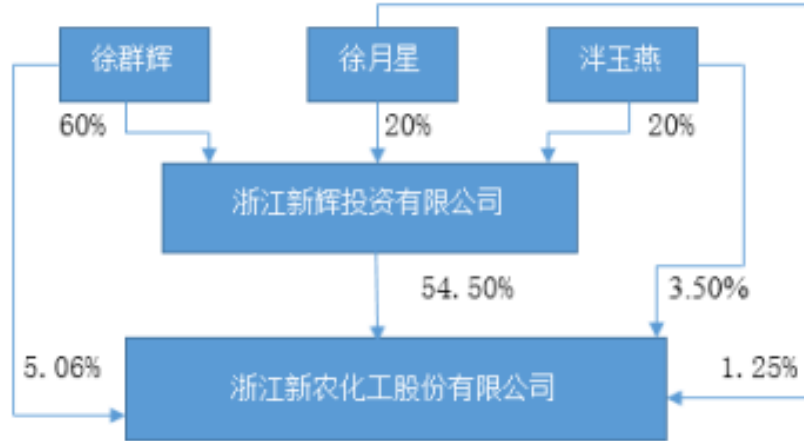 徐群辉
徐月星
泮玉燕
60%
20%
20%
浙江新辉投资有限公司
54.50%
3.50%
5.06%
浙江新农化工股份有限公司
1.25%